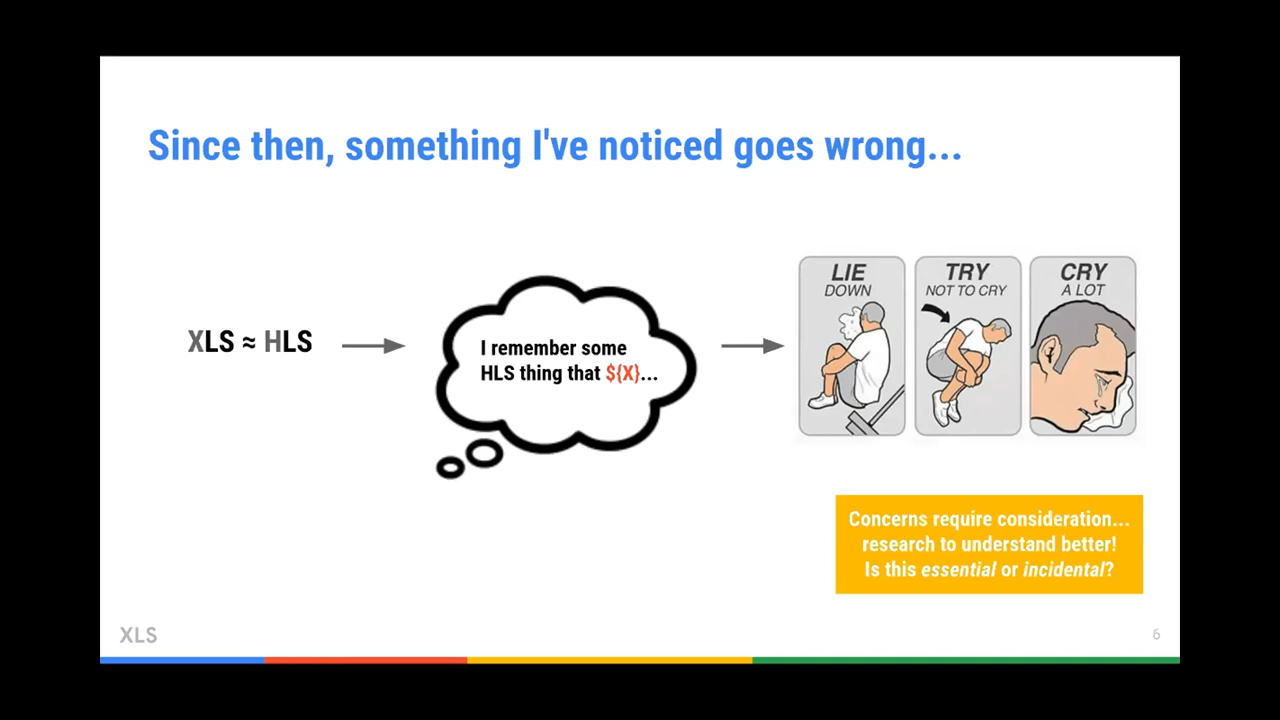 Since then, something I've noticed goes wrong...
XLS ≈ HLS
I remember some
HLS thing that ${X}...
LIE
DOWN
TRY
NOT TO CRY
CRY
A LOT
Concerns require consideration...
research to understand better!
Is this essential or incidental?
XLS
6